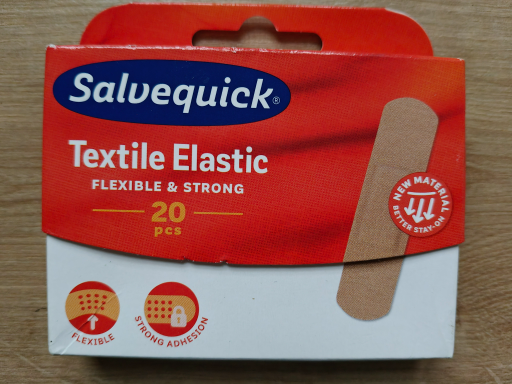 Salvequick®
Textile Elastic
FLEXIBLE & STRONG
20
pcs
NEW MATERIAL
BETTER STAY-ON
FLEXIBLE
STRONG ADHESION